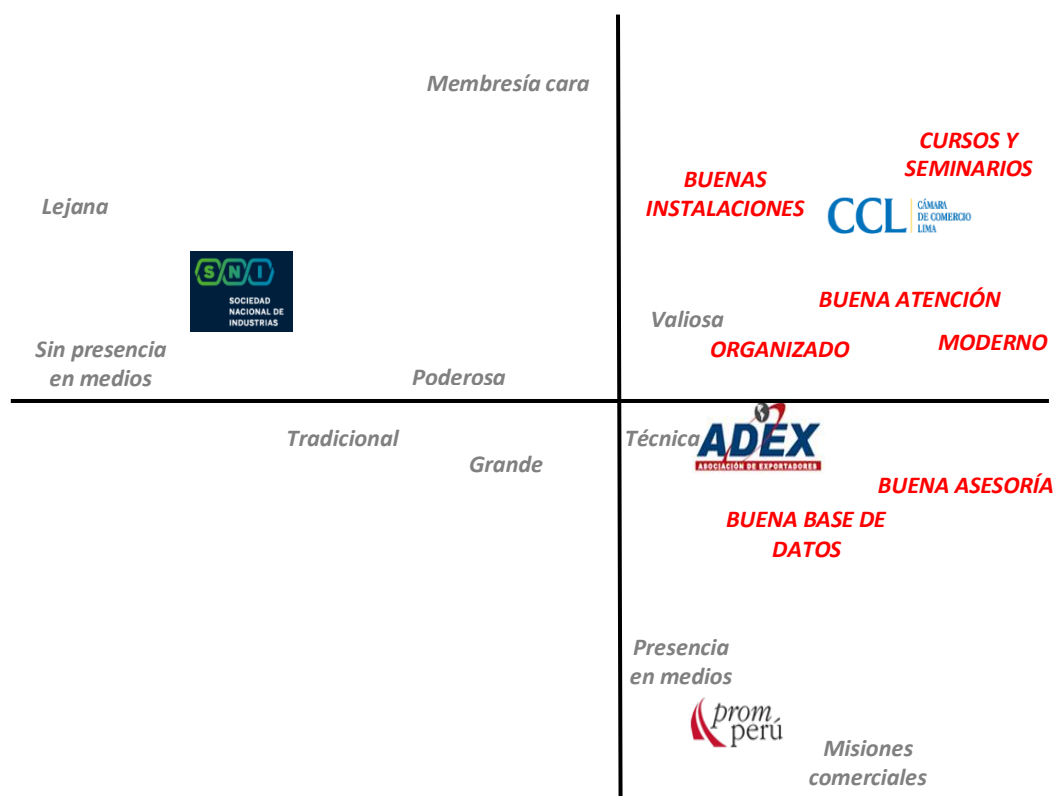 Membresía cara
CURSOS Y
SEMINARIOS
BUENAS
INSTALACIONES
Lejana
CCL
CÁMARA
DE COMERCIO
LIMA
SNI
SOCIEDAD
NACIONAL DE
INDUSTRIAS
BUENA ATENCIÓN
Valiosa
ORGANIZADO
MODERNO
Sin presencia
en medios
Poderosa
Tradicional
Grande
Técnica
ADEX
ASOCIACIÓN DE EXPORTADORES
BUENA ASESORÍA
BUENA BASE DE
DATOS
Presencia
en medios
prom
perú
Misiones
comerciales